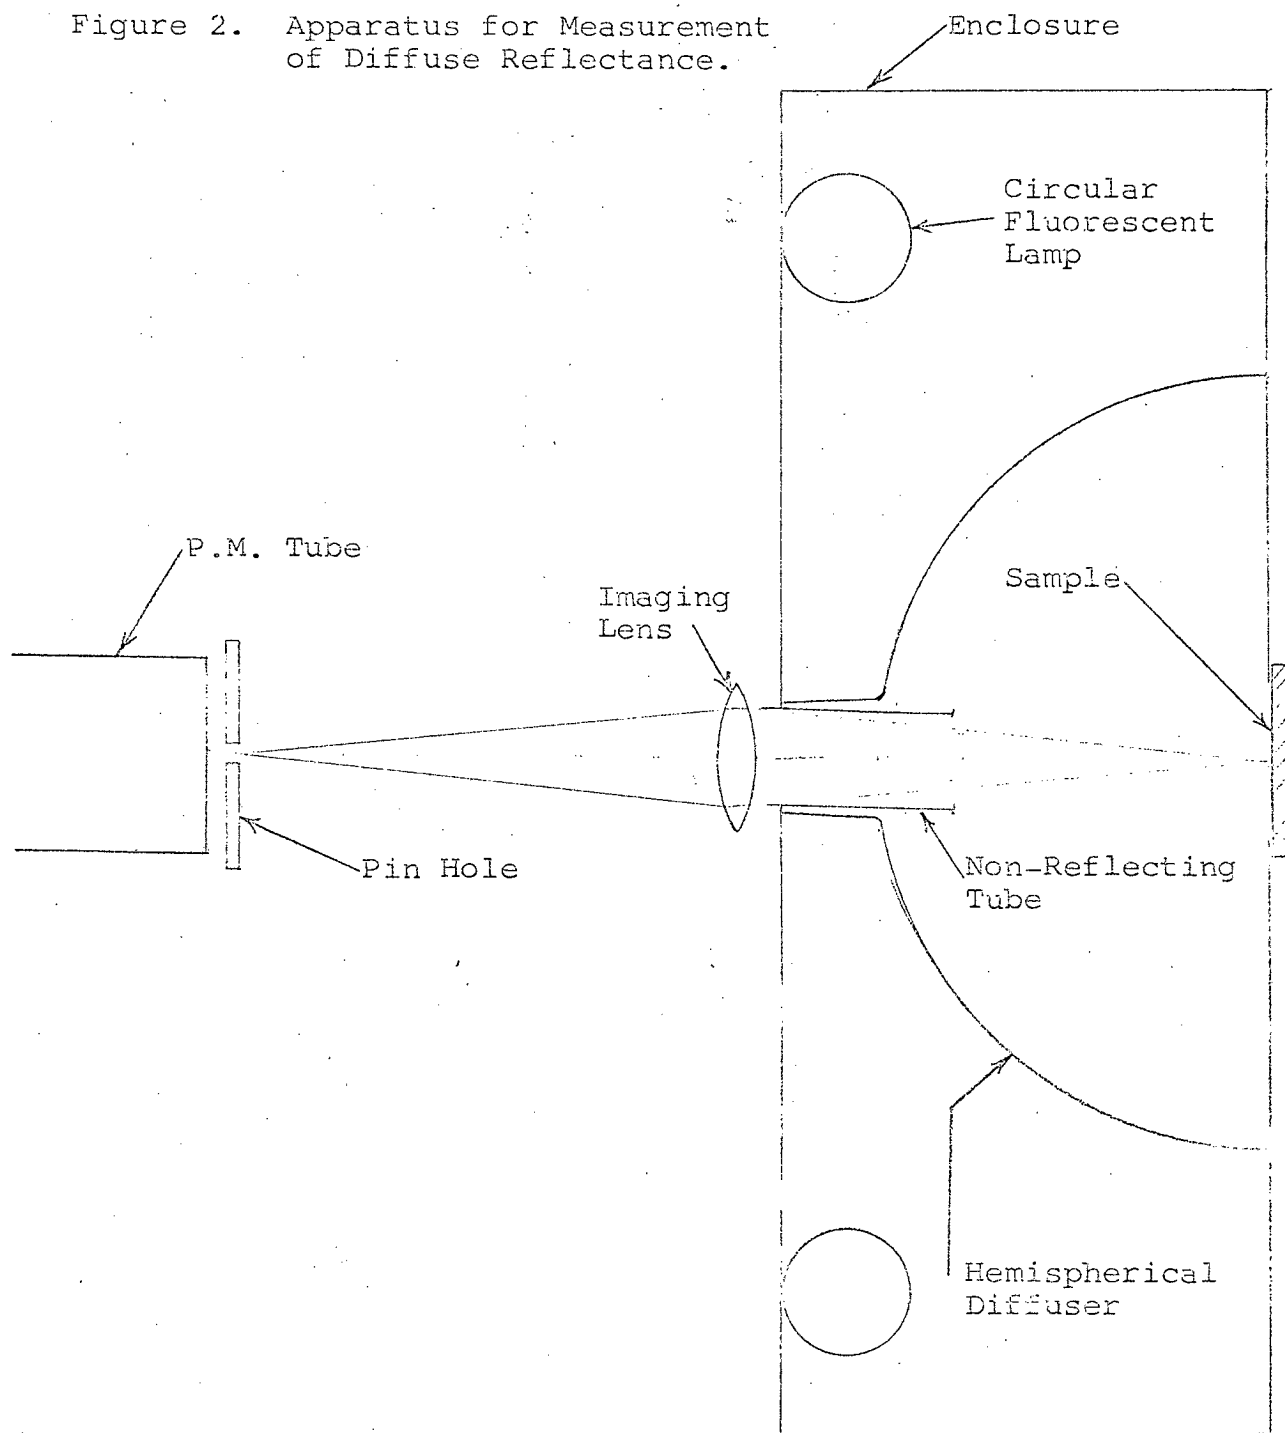 Figure 2. Apparatus for Measurement
of Diffuse Reflectance.
Enclosure
Circular
Fluorescent
Lamp
P.M. Tube
Imaging
Lens
Sample
Pin Hole
Non-Reflecting
Tube
Hemispherical
Diffuser